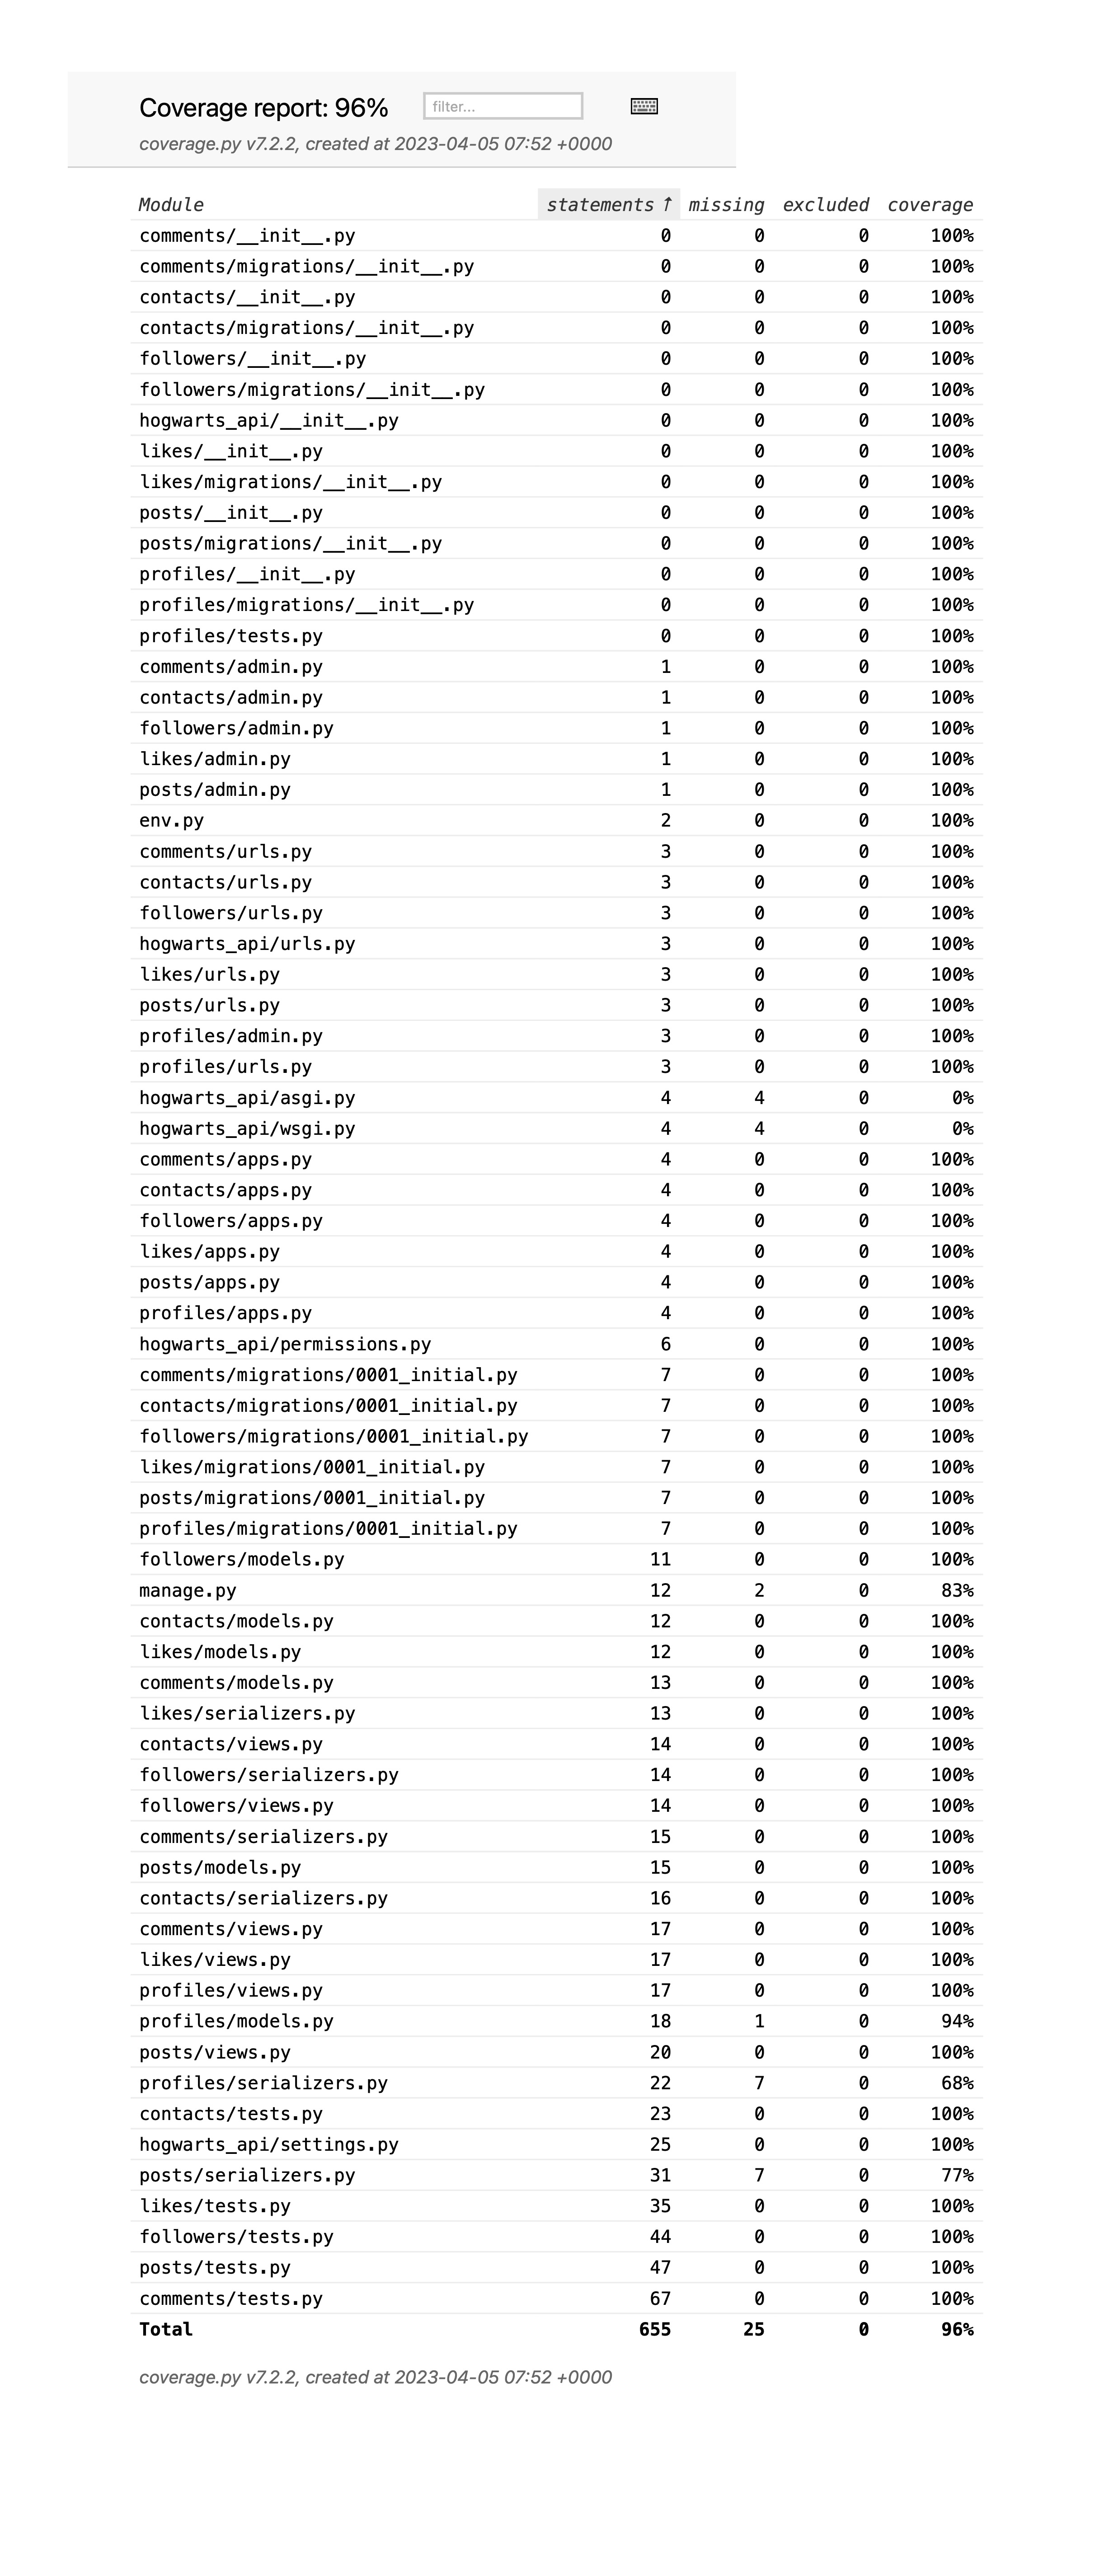 Coverage report: 96% filter...
coverage.py v7.2.2, created at 2023-04-05 07:52 +0000
Module statements ↑ missing excluded coverage
comments/__init__.py 0 0 0 100%
comments/migrations/__init__.py 0 0 0 100%
contacts/__init__.py 0 0 0 100%
contacts/migrations/__init__.py 0 0 0 100%
followers/__init__.py 0 0 0 100%
followers/migrations/__init__.py 0 0 0 100%
hogwarts_api/__init__.py 0 0 0 100%
likes/__init__.py 0 0 0 100%
likes/migrations/__init__.py 0 0 0 100%
posts/__init__.py 0 0 0 100%
posts/migrations/__init__.py 0 0 0 100%
profiles/__init__.py 0 0 0 100%
profiles/migrations/__init__.py 0 0 0 100%
profiles/tests.py 0 0 0 100%
comments/admin.py 1 0 0 100%
contacts/admin.py 1 0 0 100%
followers/admin.py 1 0 0 100%
likes/admin.py 1 0 0 100%
posts/admin.py 1 0 0 100%
env.py 2 0 0 100%
comments/urls.py 3 0 0 100%
contacts/urls.py 3 0 0 100%
followers/urls.py 3 0 0 100%
hogwarts_api/urls.py 3 0 0 100%
likes/urls.py 3 0 0 100%
posts/urls.py 3 0 0 100%
profiles/admin.py 3 0 0 100%
profiles/urls.py 3 0 0 100%
hogwarts_api/asgi.py 4 4 0 0%
hogwarts_api/wsgi.py 4 4 0 0%
comments/apps.py 4 0 0 100%
contacts/apps.py 4 0 0 100%
followers/apps.py 4 0 0 100%
likes/apps.py 4 0 0 100%
posts/apps.py 4 0 0 100%
profiles/apps.py 4 0 0 100%
hogwarts_api/permissions.py 6 0 0 100%
comments/migrations/0001_initial.py 7 0 0 100%
contacts/migrations/0001_initial.py 7 0 0 100%
followers/migrations/0001_initial.py 7 0 0 100%
likes/migrations/0001_initial.py 7 0 0 100%
posts/migrations/0001_initial.py 7 0 0 100%
profiles/migrations/0001_initial.py 7 0 0 100%
followers/models.py 11 0 0 100%
manage.py 12 2 0 83%
contacts/models.py 12 0 0 100%
likes/models.py 12 0 0 100%
comments/models.py 13 0 0 100%
likes/serializers.py 13 0 0 100%
contacts/views.py 14 0 0 100%
followers/serializers.py 14 0 0 100%
followers/views.py 14 0 0 100%
comments/serializers.py 15 0 0 100%
posts/models.py 15 0 0 100%
contacts/serializers.py 16 0 0 100%
comments/views.py 17 0 0 100%
likes/views.py 17 0 0 100%
profiles/views.py 17 0 0 100%
profiles/models.py 18 1 0 94%
posts/views.py 20 0 0 100%
profiles/serializers.py 22 7 0 68%
contacts/tests.py 23 0 0 100%
hogwarts_api/settings.py 25 0 0 100%
posts/serializers.py 31 7 0 77%
likes/tests.py 35 0 0 100%
followers/tests.py 44 0 0 100%
posts/tests.py 47 0 0 100%
comments/tests.py 67 0 0 100%
Total 655 25 0 96%
coverage.py v7.2.2, created at 2023-04-05 07:52 +0000